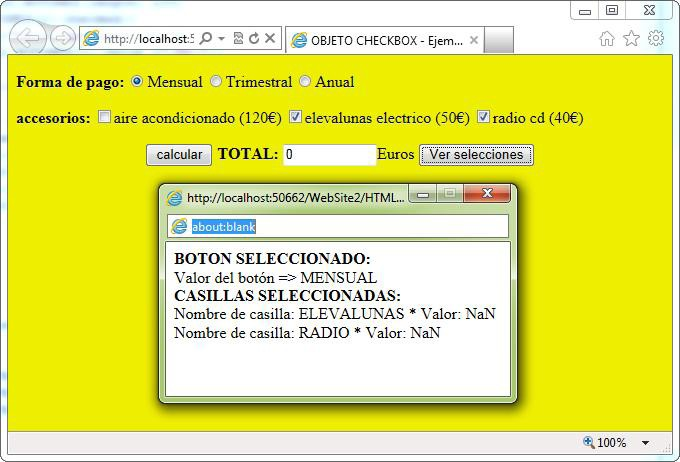 http://localhost:5
OBJETO CHECKBOX - Ejem...
Forma de pago: Mensual Trimestral Anual
accesorios: aire acondicionado (120€) elevalunas electrico (50€) radio cd (40€)
calcular TOTAL: 0 Euros Ver selecciones
http://localhost:50662/WebSite2/HTML...
about:blank
BOTON SELECCIONADO:
Valor del botón => MENSUAL
CASILLAS SELECCIONADAS:
Nombre de casilla: ELEVALUNAS * Valor: NaN
Nombre de casilla: RADIO * Valor: NaN
100%